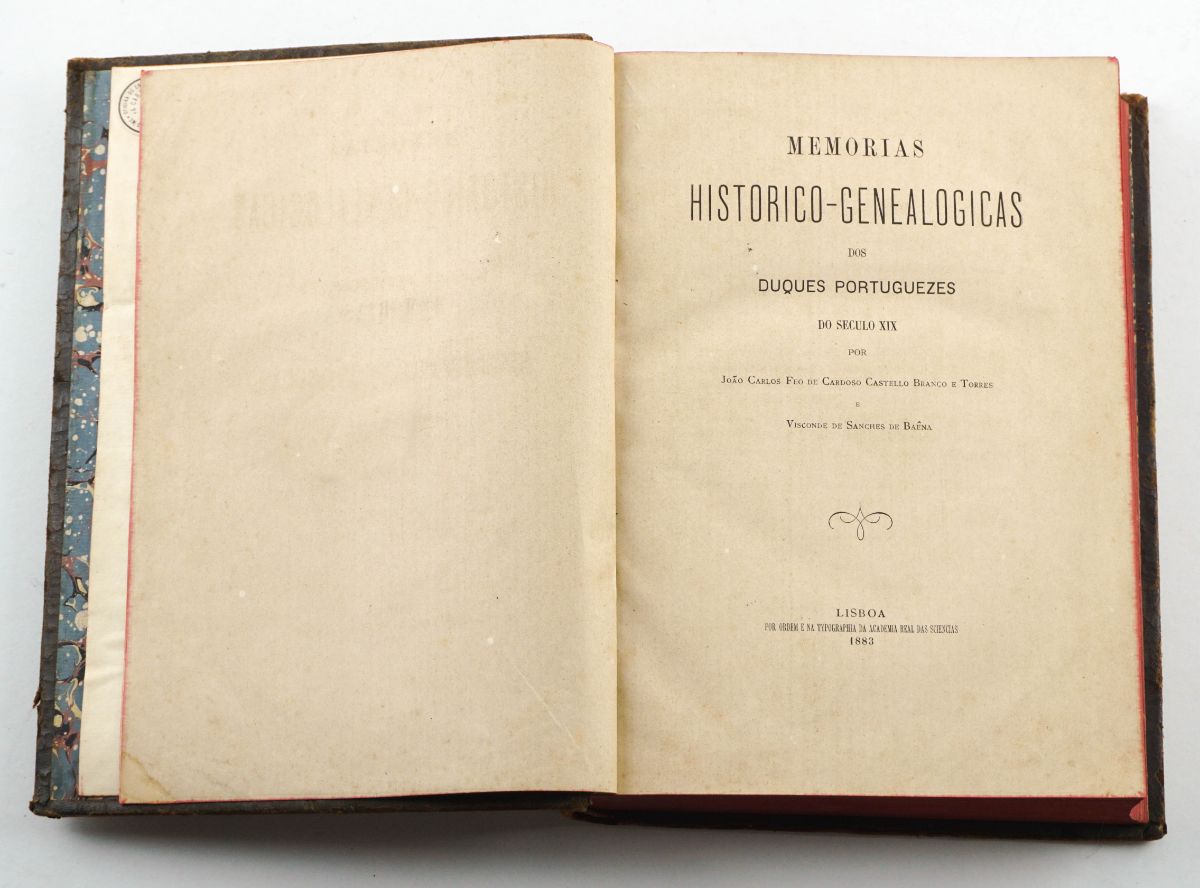 MEMORIAS
HISTORICO-GENEALOGICAS
DOS
DUQUES PORTUGUEZES
DO SECULO XIX
POR
João Carlos Feo de Cardoso Castello Branco e Torres
E
Visconde de Sanches de Baêna
LISBOA
POR ORDEM E NA TYPOGRAPHIA DA ACADEMIA REAL DAS SCIENCIAS
1883